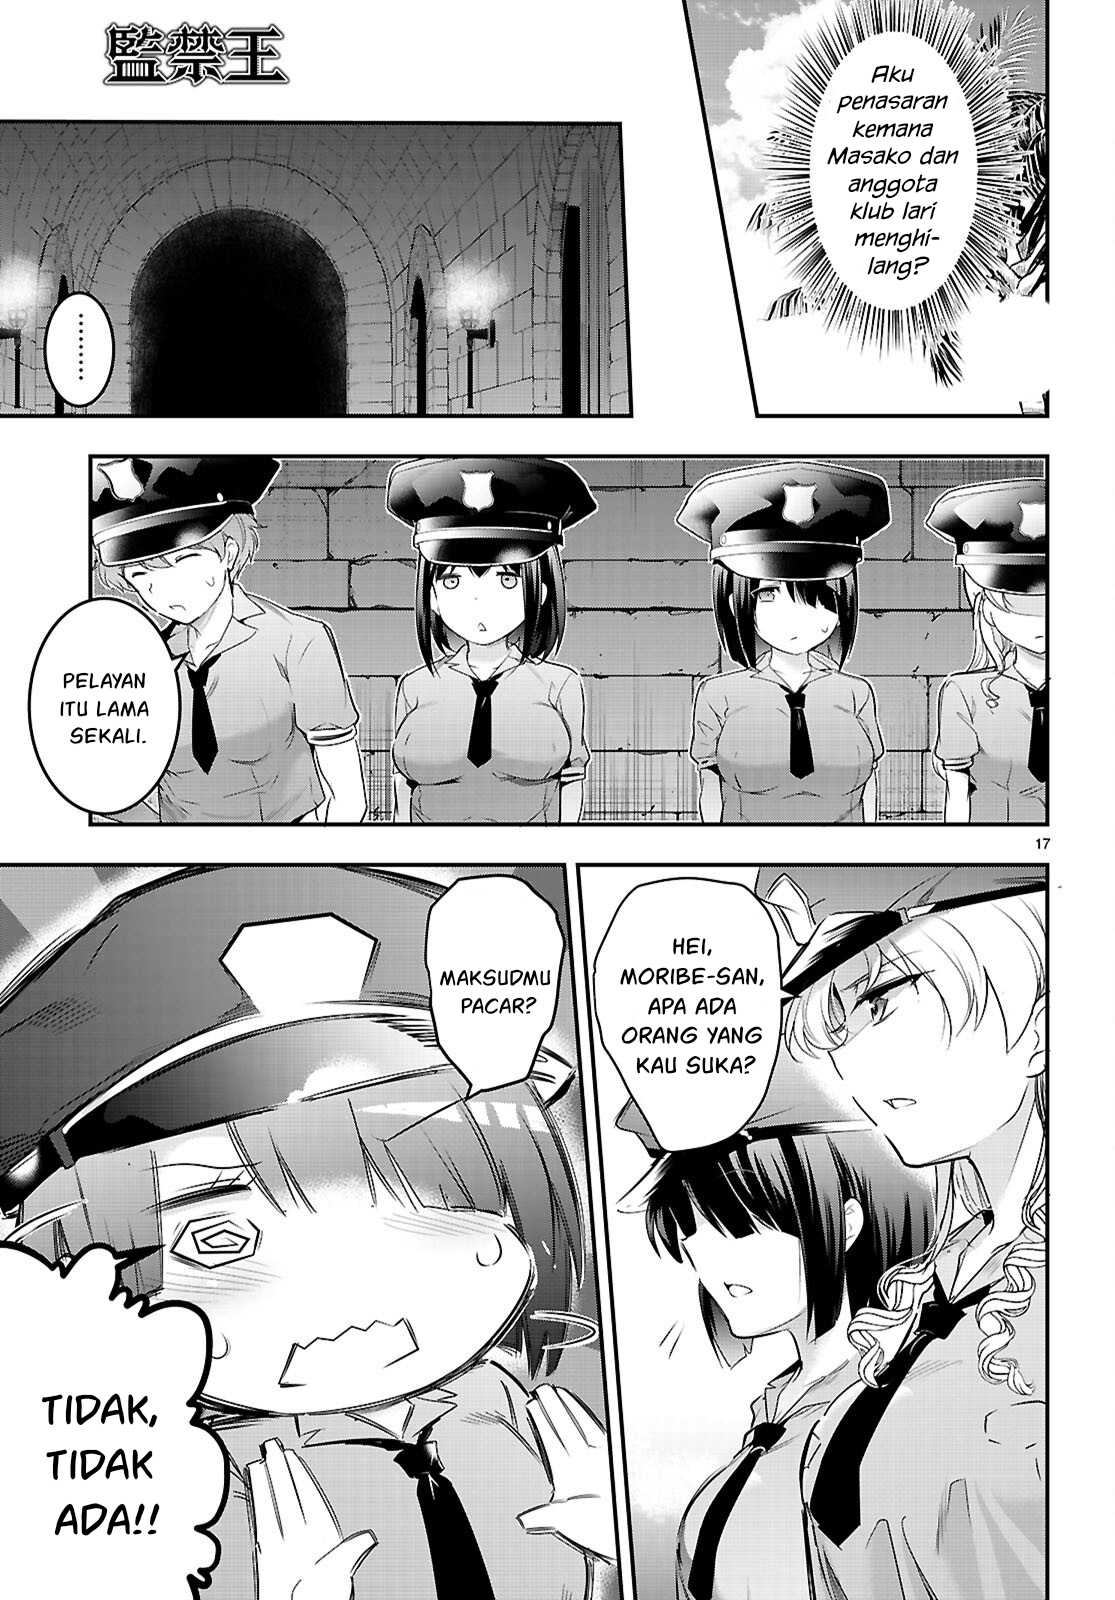 監禁王
Aku
penasaran
kemana
Masako dan
anggota
klub lari
menghi-
lang?
.........
PELAYAN
ITU LAMA
SEKALI.
17
HEI,
MORIBE-SAN,
APA ADA
ORANG YANG
KAU SUKA?
MAKSUDMU
PACAR?
TIDAK,
TIDAK
ADA!!